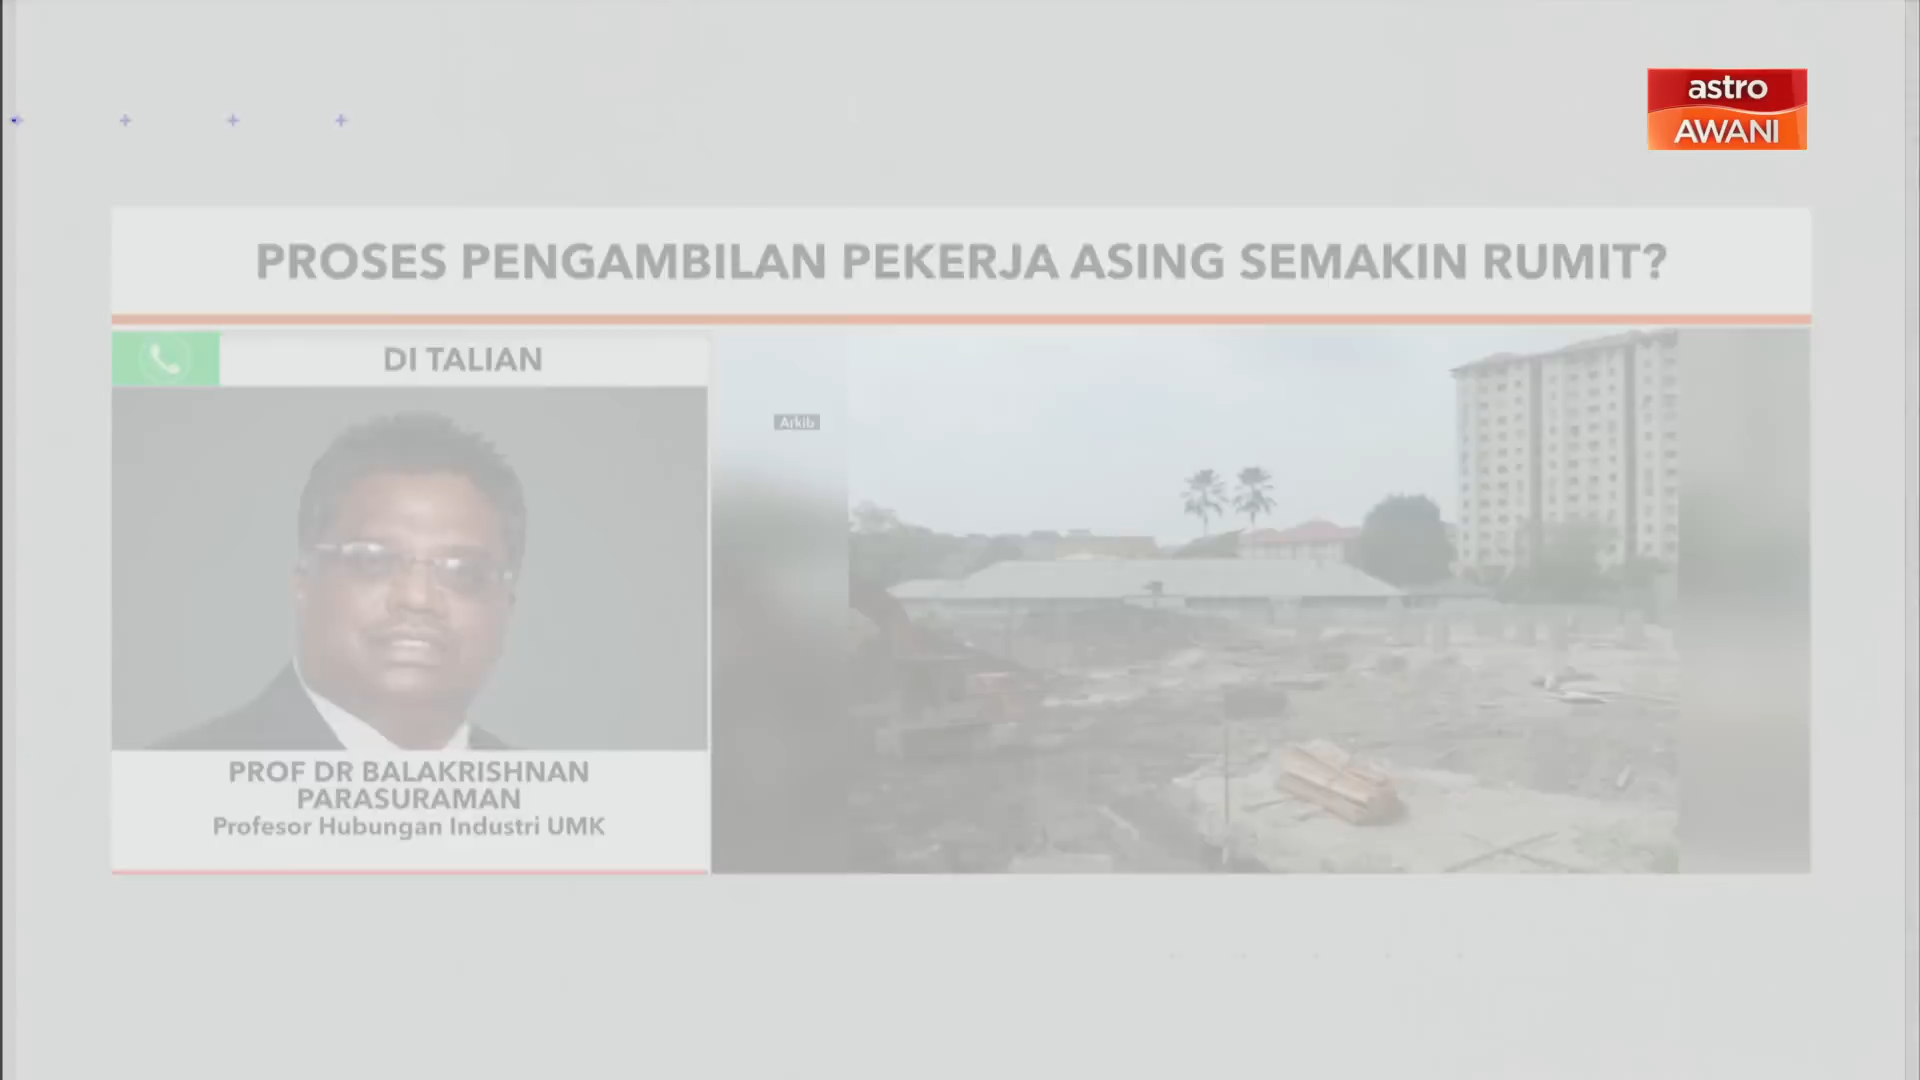 astro
AWANI
PROSES PENGAMBILAN PEKERJA ASING SEMAKIN RUMIT?
DI TALIAN
Arkib
PROF DR BALAKRISHNAN
PARASURAMAN
Profesor Hubungan Industri UMK